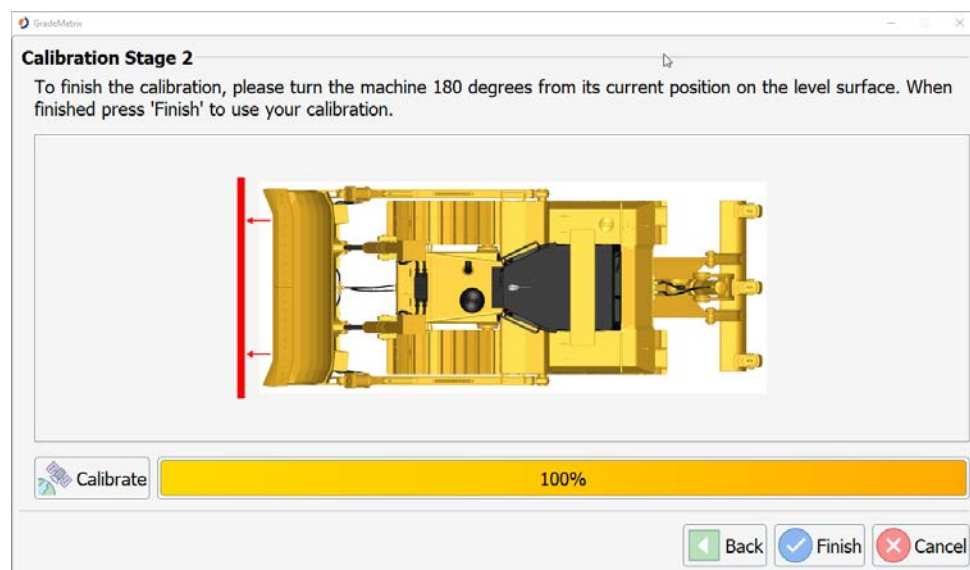 GradeMetrix
Calibration Stage 2
To finish the calibration, please turn the machine 180 degrees from its current position on the level surface. When
finished press 'Finish' to use your calibration.
Calibrate
100%
Back
Finish
Cancel